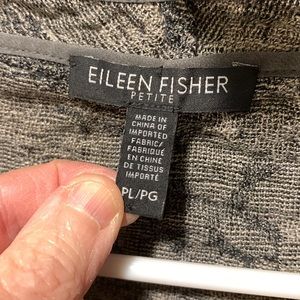 EILEEN FISHER
PETITE
MADE IN
CHINA OF
IMPORTED
FABRIC/
FABRIQUÉ
EN CHINE
DE TISSUS
IMPORTÉ
PL/PG